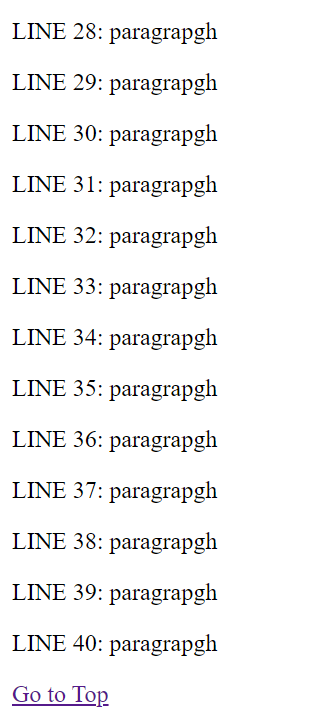 LINE 28: paragrapgh
LINE 29: paragrapgh
LINE 30: paragrapgh
LINE 31: paragrapgh
LINE 32: paragrapgh
LINE 33: paragrapgh
LINE 34: paragrapgh
LINE 35: paragrapgh
LINE 36: paragrapgh
LINE 37: paragrapgh
LINE 38: paragrapgh
LINE 39: paragrapgh
LINE 40: paragrapgh
Go to Top